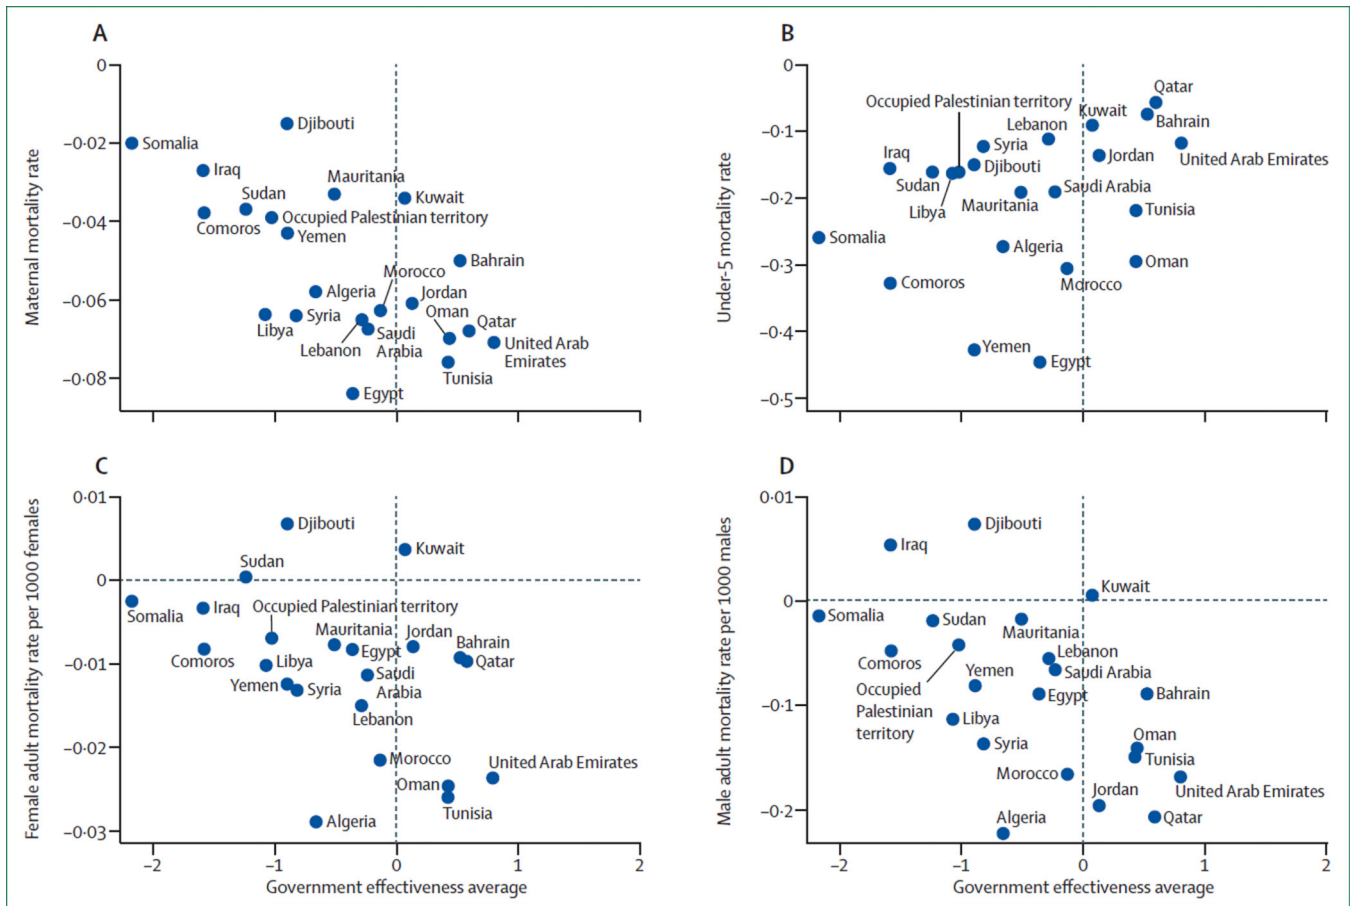 A
Maternal mortality rate
0
–0·02
–0·04
–0·06
–0·08
Djibouti
Somalia
Iraq
Mauritania
Sudan
Kuwait
Comoros
Occupied Palestinian territory
Yemen
Bahrain
Morocco
Algeria
Jordan
Oman
Libya
Syria
Qatar
Lebanon
Saudi
Arabia
United Arab
Emirates
Tunisia
Egypt
B
Under-5 mortality rate
0
–0·1
–0·2
–0·3
–0·4
–0·5
Qatar
Occupied Palestinian territory
Kuwait
Lebanon
Bahrain
Iraq
Syria
Jordan
United Arab Emirates
Djibouti
Sudan
Libya
Mauritania
Saudi Arabia
Tunisia
Somalia
Algeria
Oman
Comoros
Morocco
Yemen
Egypt
C
Female adult mortality rate per 1000 females
0·01
0
–0·01
–0·02
–0·03
Djibouti
Kuwait
Sudan
Somalia
Iraq
Occupied Palestinian territory
Mauritania
Jordan
Bahrain
Comoros
Libya
Egypt
Qatar
Yemen
Syria
Saudi
Arabia
Lebanon
Morocco
United Arab Emirates
Oman
Tunisia
Algeria
–2
–1
0
1
2
Government effectiveness average
D
Male adult mortality rate per 1000 males
0·01
0
–0·1
–0·2
Djibouti
Iraq
Kuwait
Somalia
Sudan
Mauritania
Comoros
Lebanon
Occupied
Palestinian
territory
Yemen
Saudi Arabia
Egypt
Bahrain
Libya
Syria
Oman
Tunisia
Morocco
Jordan
United Arab Emirates
Algeria
Qatar
–2
–1
0
1
2
Government effectiveness average